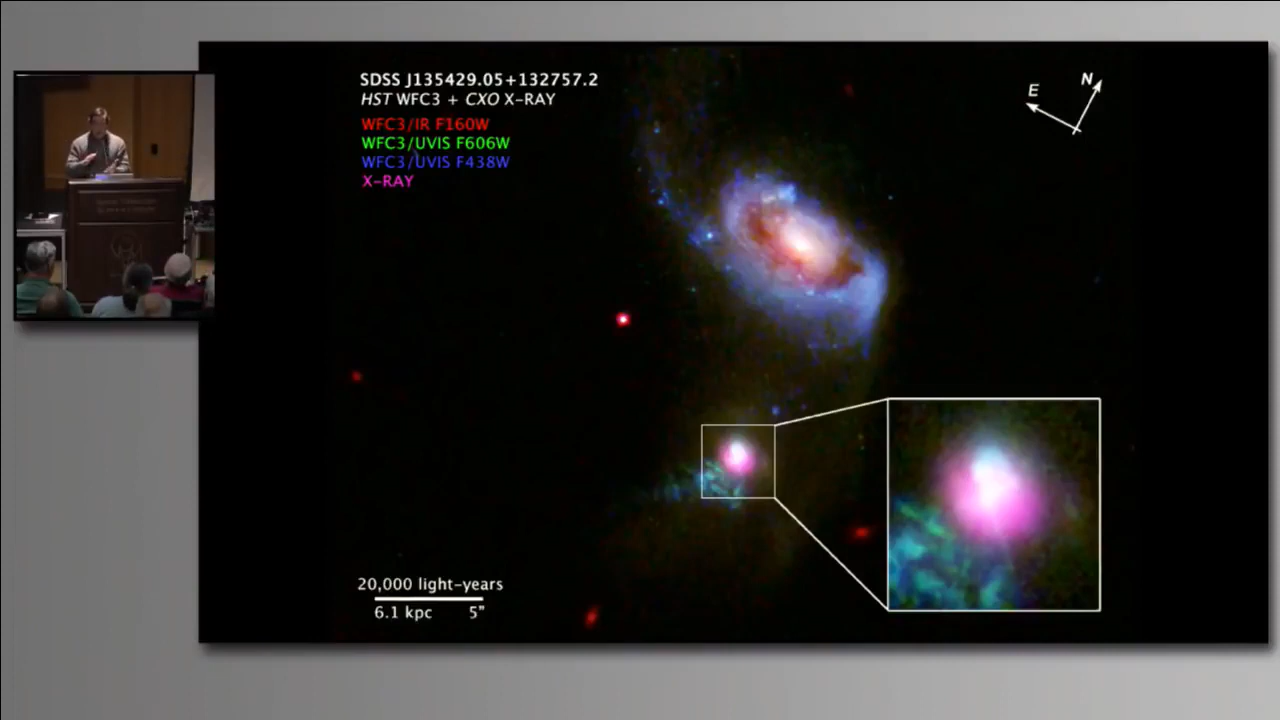 SDSS J135429.05+132757.2
HST WFC3 + CXO X-RAY
WFC3/IR F160W
WFC3/UVIS F606W
WFC3/UVIS F438W
X-RAY
N
E
20,000 light-years
6.1 kpc 5"